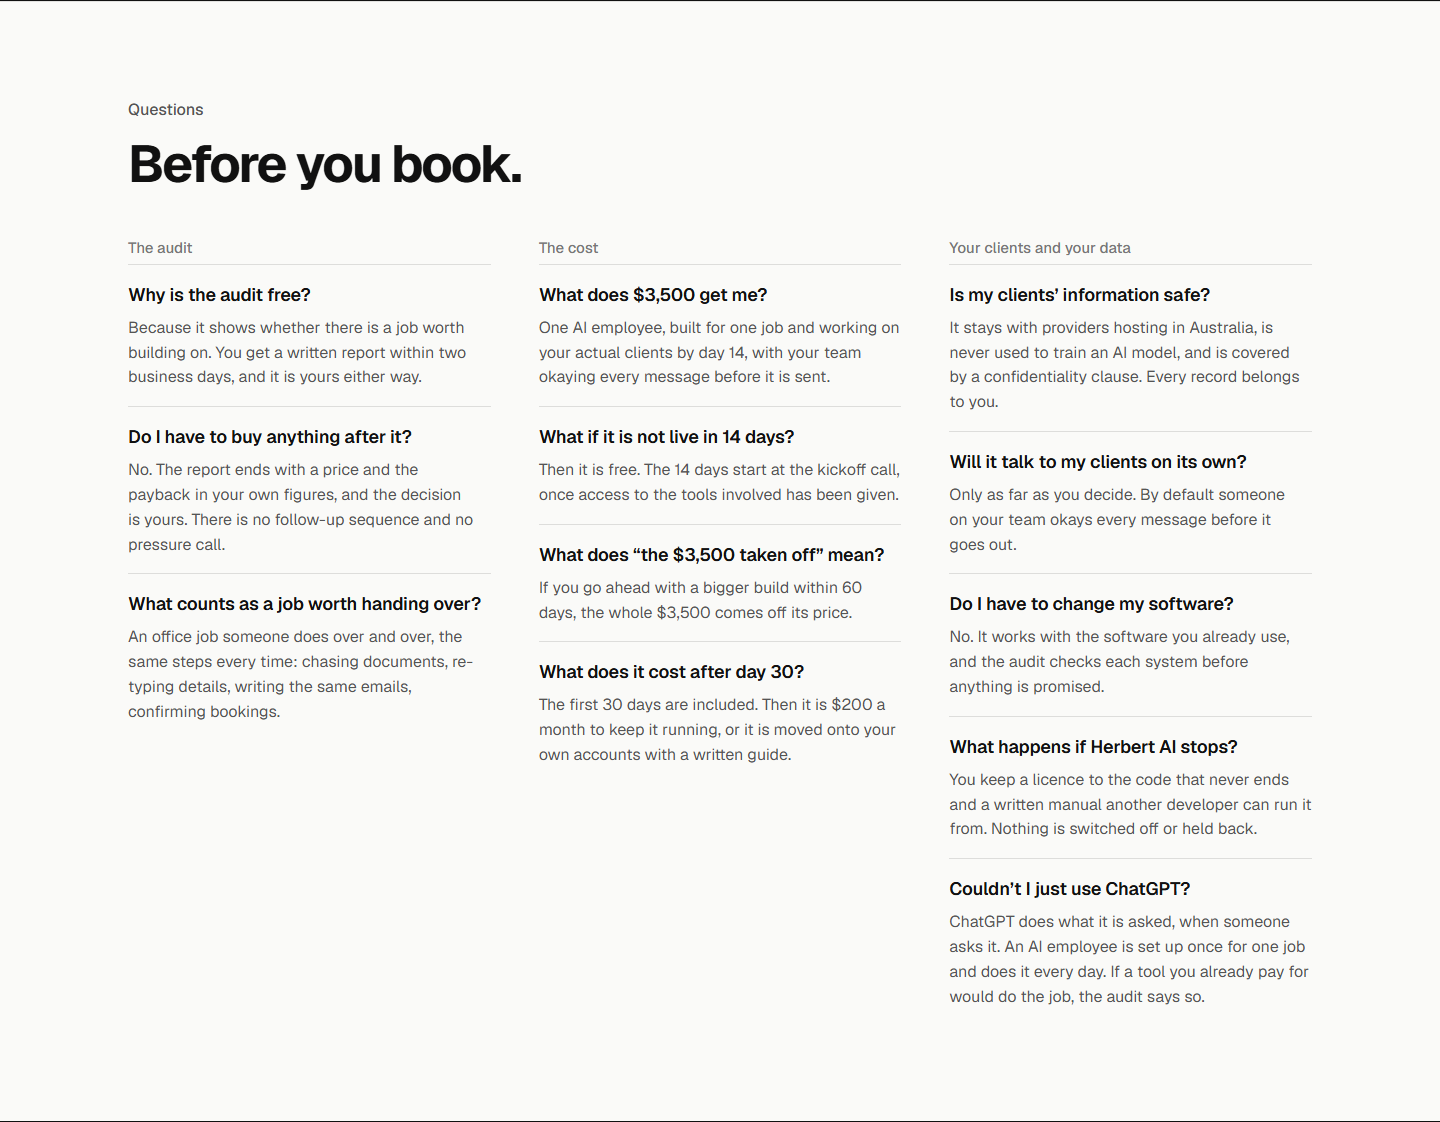 Questions
Before you book.
The audit
Why is the audit free?
Because it shows whether there is a job worth
building on. You get a written report within two
business days, and it is yours either way.
Do I have to buy anything after it?
No. The report ends with a price and the
payback in your own figures, and the decision
is yours. There is no follow-up sequence and no
pressure call.
What counts as a job worth handing over?
An office job someone does over and over, the
same steps every time: chasing documents, re-
typing details, writing the same emails,
confirming bookings.
The cost
What does $3,500 get me?
One AI employee, built for one job and working on
your actual clients by day 14, with your team
okaying every message before it is sent.
What if it is not live in 14 days?
Then it is free. The 14 days start at the kickoff call,
once access to the tools involved has been given.
What does “the $3,500 taken off” mean?
If you go ahead with a bigger build within 60
days, the whole $3,500 comes off its price.
What does it cost after day 30?
The first 30 days are included. Then it is $200 a
month to keep it running, or it is moved onto your
own accounts with a written guide.
Your clients and your data
Is my clients’ information safe?
It stays with providers hosting in Australia, is
never used to train an AI model, and is covered
by a confidentiality clause. Every record belongs
to you.
Will it talk to my clients on its own?
Only as far as you decide. By default someone
on your team okays every message before it
goes out.
Do I have to change my software?
No. It works with the software you already use,
and the audit checks each system before
anything is promised.
What happens if Herbert AI stops?
You keep a licence to the code that never ends
and a written manual another developer can run it
from. Nothing is switched off or held back.
Couldn’t I just use ChatGPT?
ChatGPT does what it is asked, when someone
asks it. An AI employee is set up once for one job
and does it every day. If a tool you already pay for
would do the job, the audit says so.